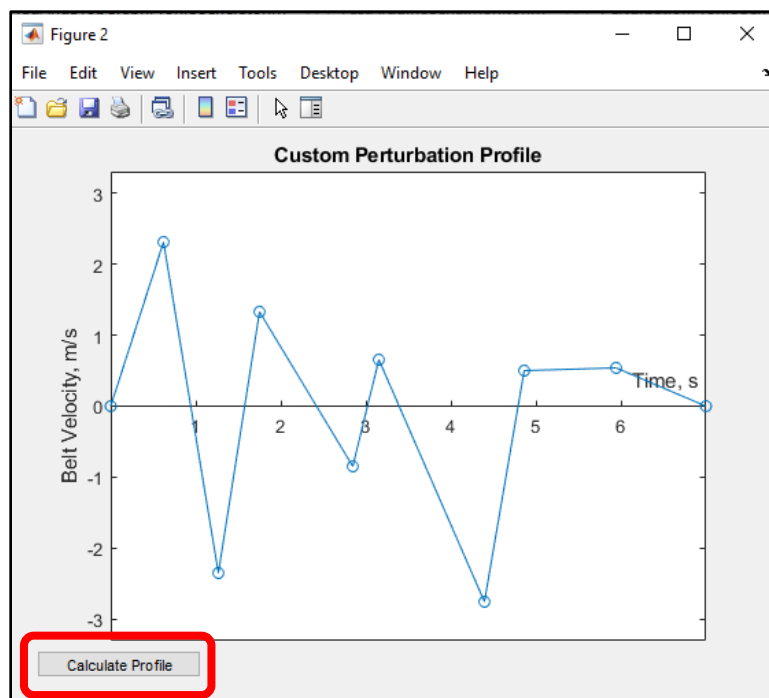 Figure 2
File Edit View Insert Tools Desktop Window Help
Custom Perturbation Profile
3
2
1
0
-1
-2
-3
Belt Velocity, m/s
1 2 3 4 5 6
Time, s
Calculate Profile